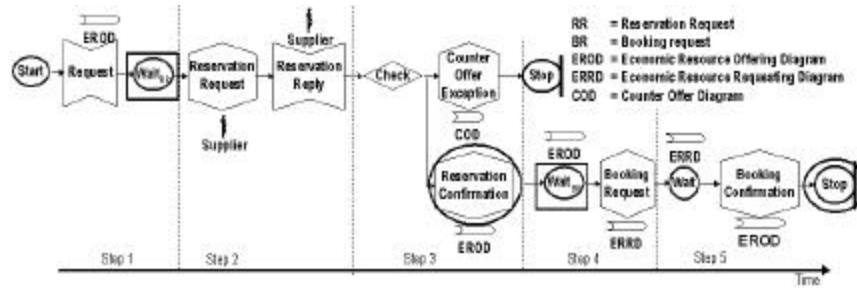 EROD
Start
Request
Wait
Reservation
Request
Supplier
Supplier
Reservation
Reply
Check
Counter
Offer
Exception
COD
Stop
Reservation
Confirmation
EROD
EROD
Wait
Booking
Request
ERRD
ERRD
Wait
Booking
Confirmation
EROD
Stop
RR = Reservation Request
BR = Booking request
EROD = Economic Resource Offering Diagram
ERRD = Economic Resource Requesting Diagram
COD = Counter Offer Diagram
Step 1
Step 2
Step 3
Step 4
Step 5
Time